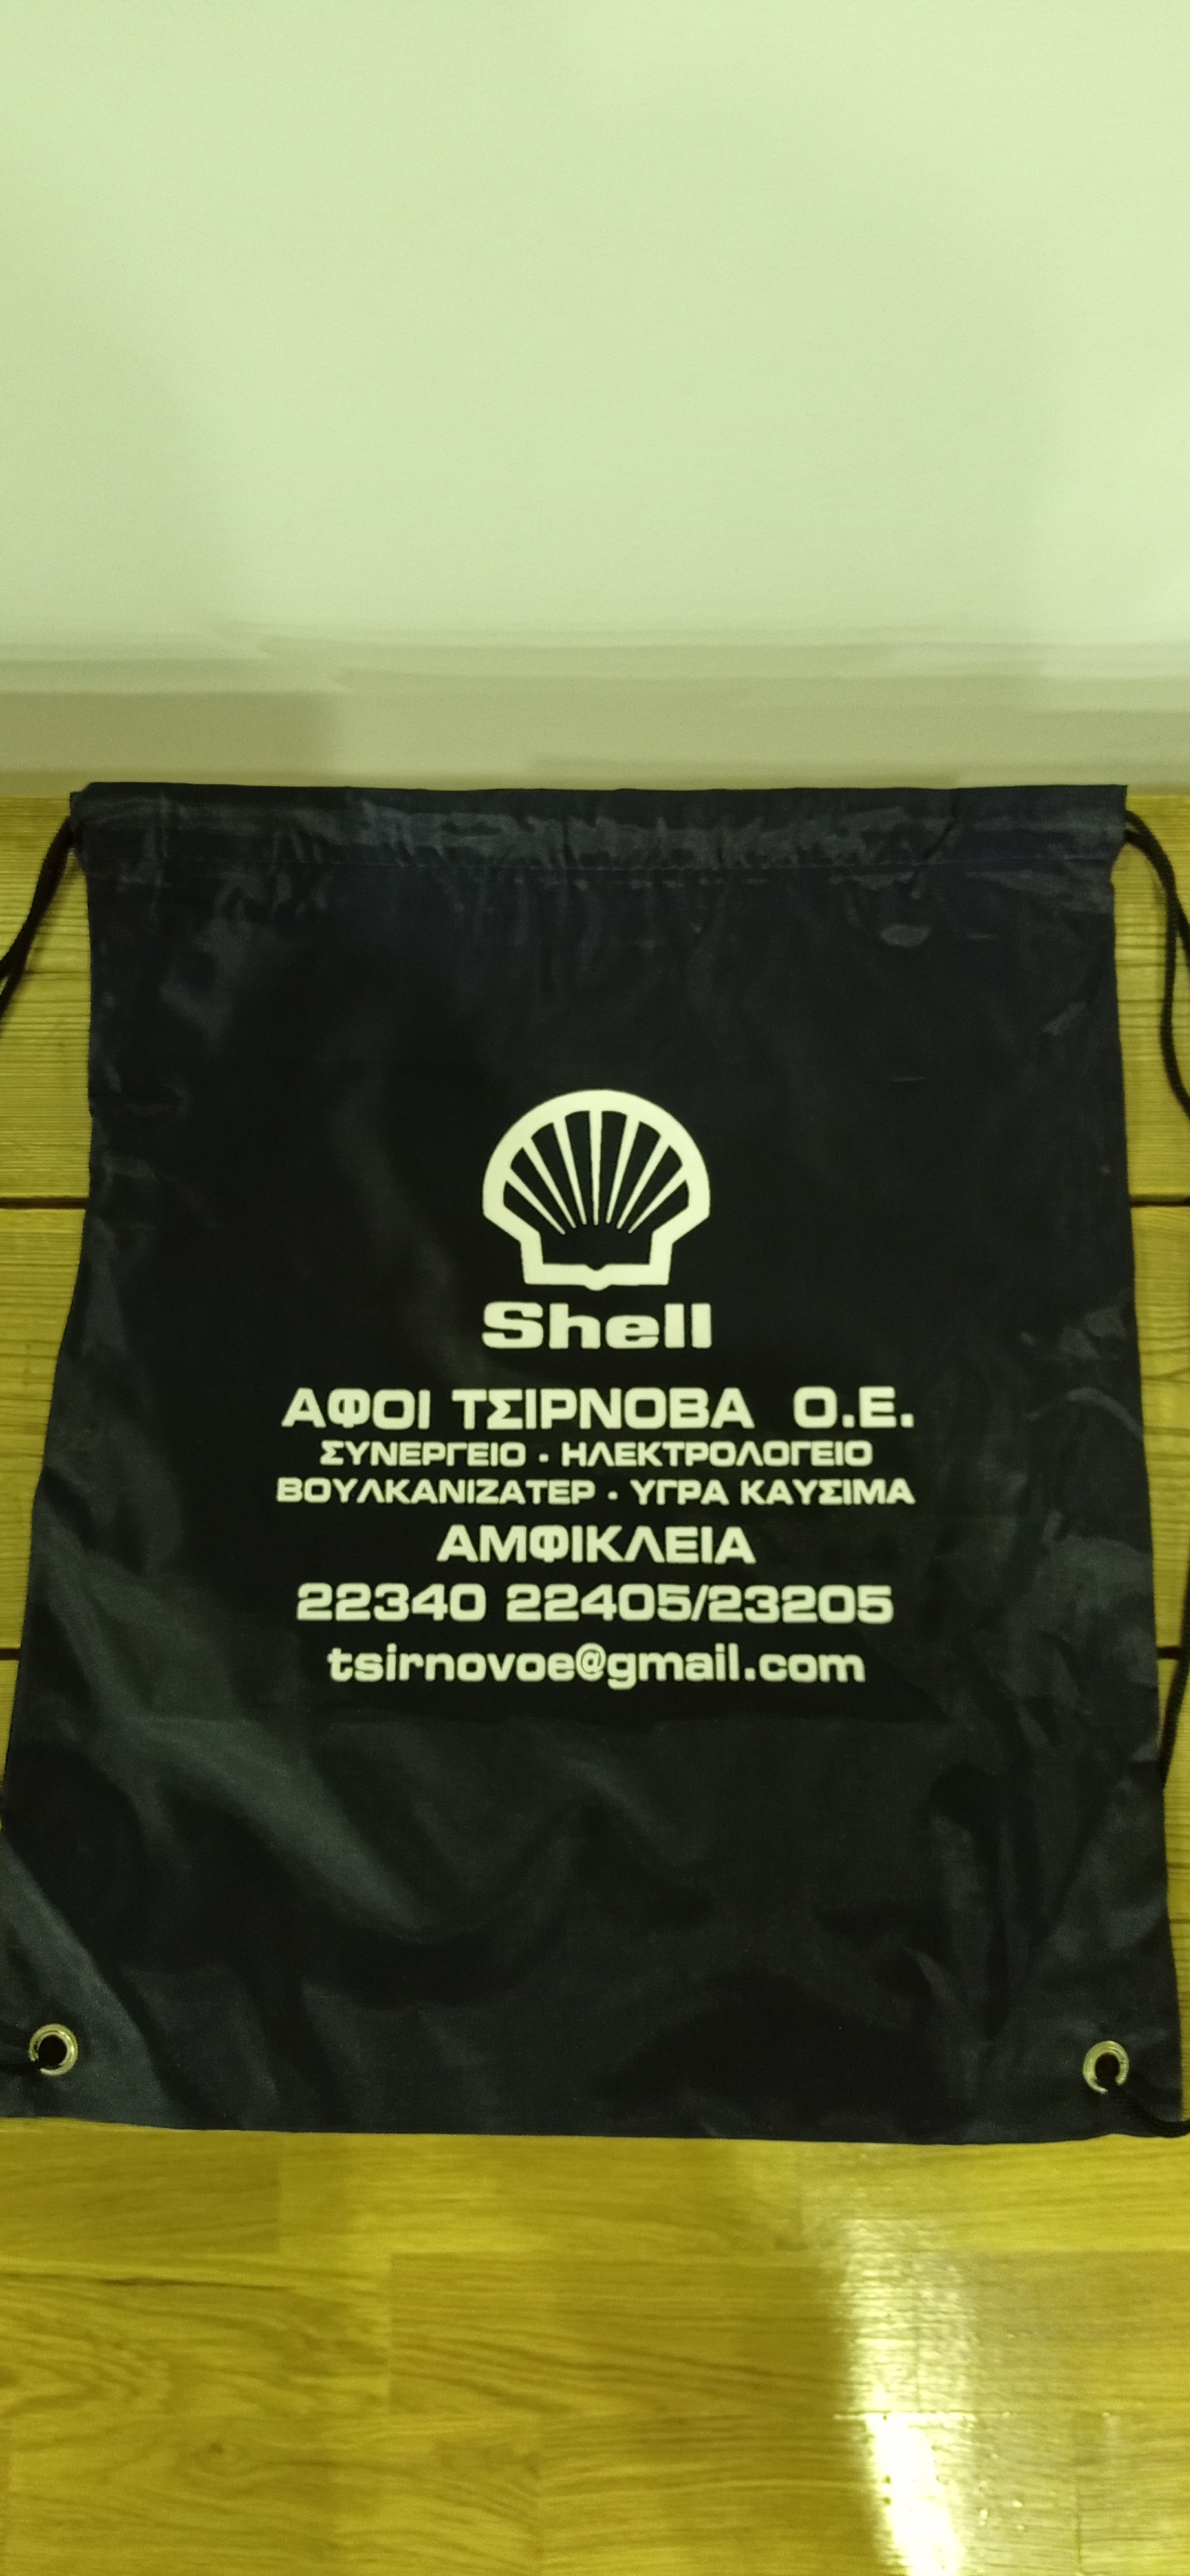 Shell
ΑΦΟΙ ΤΣΙΡΝΟΒΑ Ο.Ε.
ΣΥΝΕΡΓΕΙΟ · ΗΛΕΚΤΡΟΛΟΓΕΙΟ
ΒΟΥΛΚΑΝΙΖΑΤΕΡ · ΥΓΡΑ ΚΑΥΣΙΜΑ
ΑΜΦΙΚΛΕΙΑ
22340 22405/23205
tsirnovoe@gmail.com